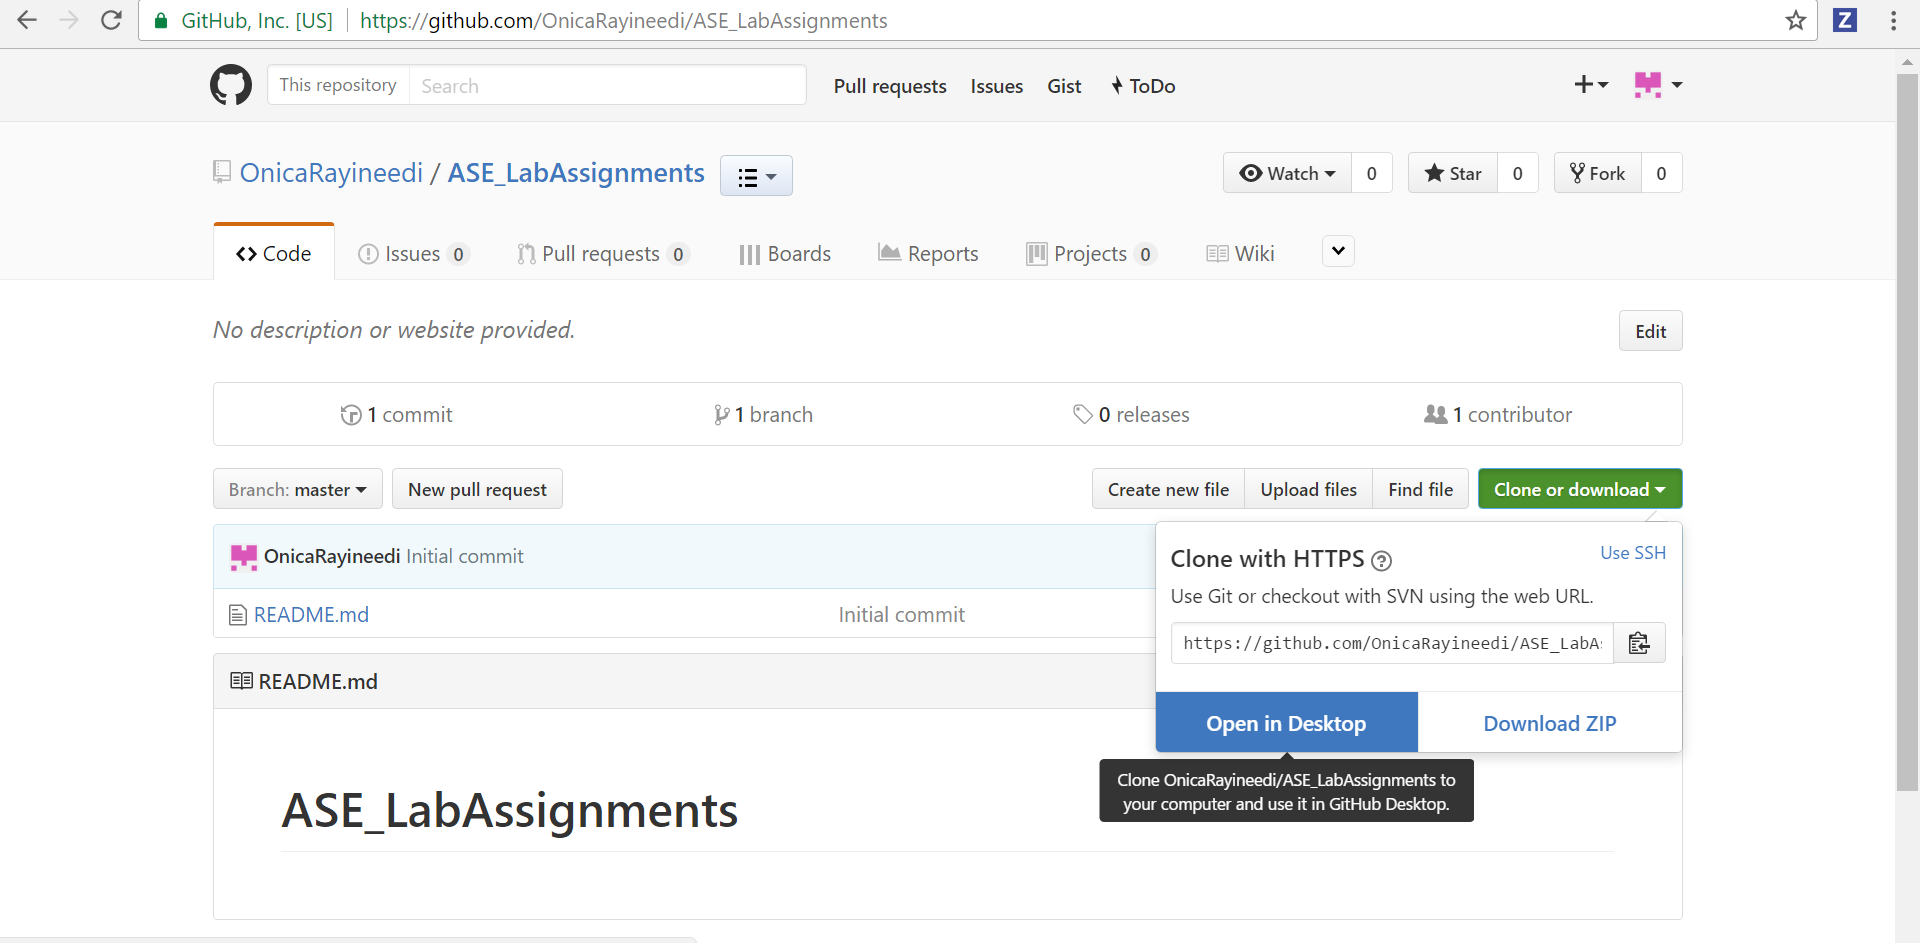 GitHub, Inc. [US] https://github.com/OnicaRayineedi/ASE_LabAssignments
Z
This repository Search Pull requests Issues Gist ToDo
OnicaRayineedi / ASE_LabAssignments
Watch 0 Star 0 Fork 0
Code Issues 0 Pull requests 0 Boards Reports Projects 0 Wiki
No description or website provided.
Edit
1 commit 1 branch 0 releases 1 contributor
Branch: master New pull request Create new file Upload files Find file Clone or download
OnicaRayineedi Initial commit
README.md Initial commit
Clone with HTTPS ? Use SSH
Use Git or checkout with SVN using the web URL.
https://github.com/OnicaRayineedi/ASE_LabA
Open in Desktop Download ZIP
Clone OnicaRayineedi/ASE_LabAssignments to
your computer and use it in GitHub Desktop.
README.md
ASE_LabAssignments